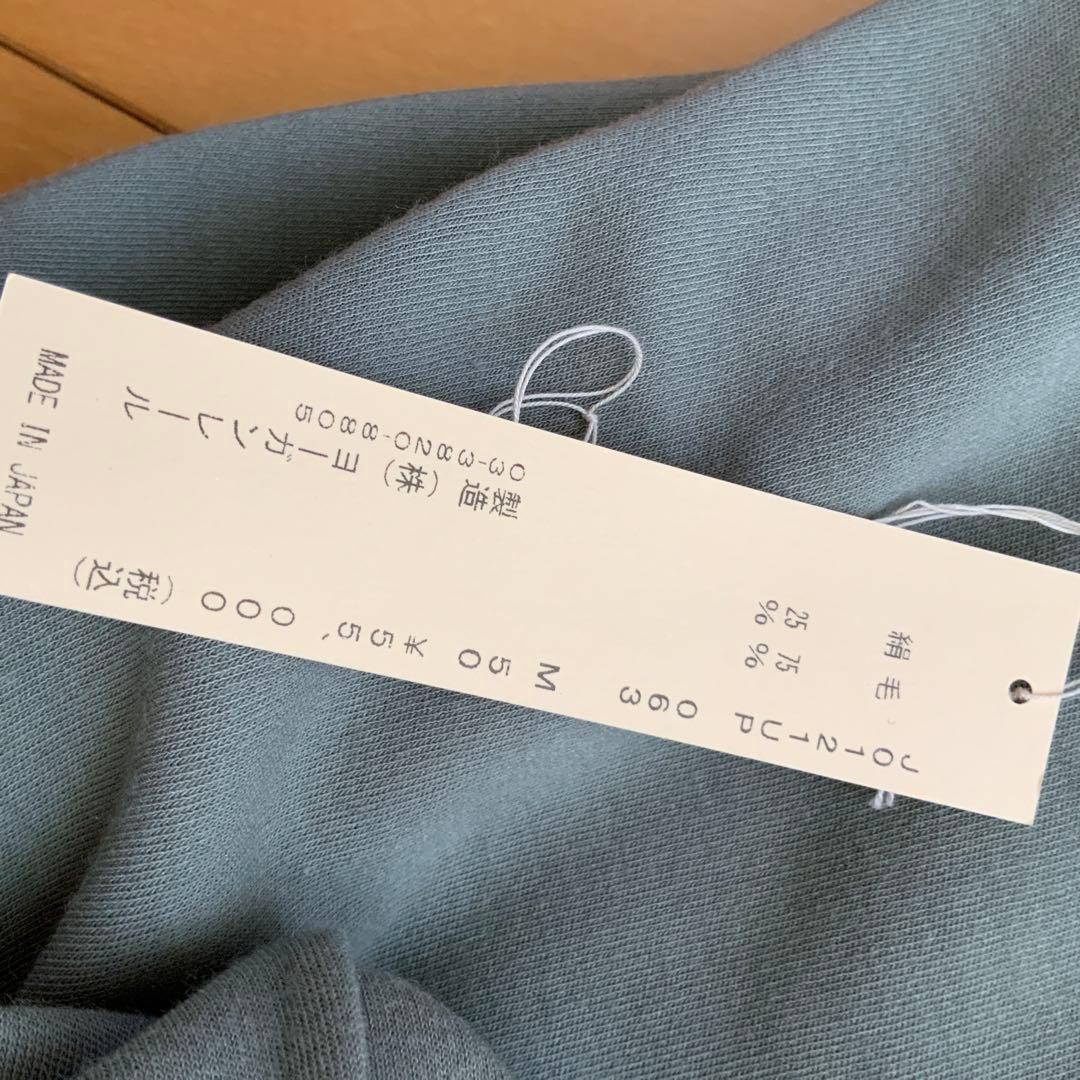 J0121UP 063
M 50
¥55、000
(税込)
毛 75%
絹 25%
製造(株)ヨーガンレール
03-3820-8805
MADE IN JAPAN